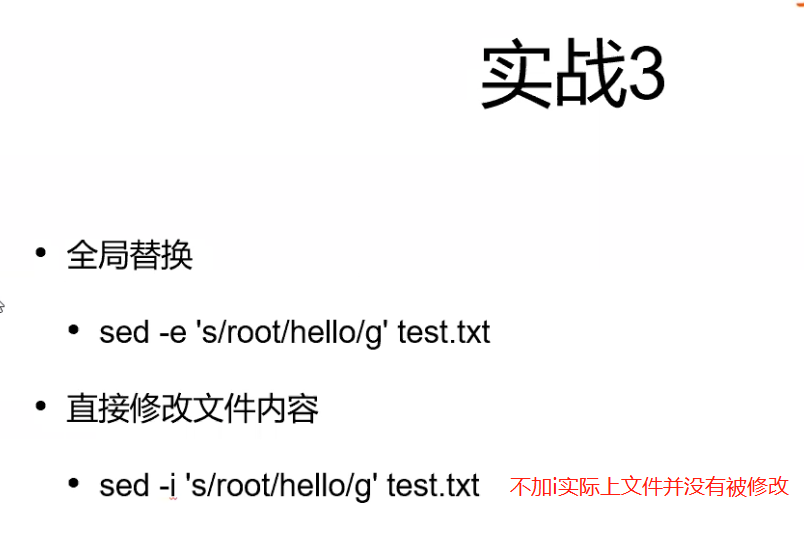 实战3
• 全局替换
• sed -e 's/root/hello/g' test.txt
• 直接修改文件内容
• sed -i 's/root/hello/g' test.txt 不加i实际上文件并没有被修改